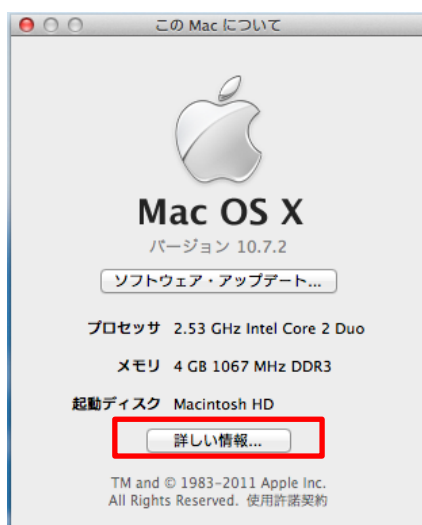 この Mac について
Mac OS X
バージョン 10.7.2
ソフトウェア・アップデート...
プロセッサ 2.53 GHz Intel Core 2 Duo
メモリ 4 GB 1067 MHz DDR3
起動ディスク Macintosh HD
詳しい情報...
TM and © 1983-2011 Apple Inc.
All Rights Reserved. 使用許諾契約